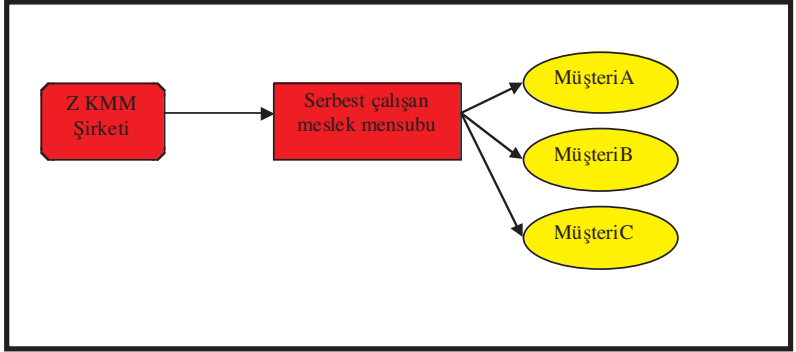 Z KMM
Şirketi
Serbest çalışan
meslek mensubu
MüşteriA
MüşteriB
MüşteriC